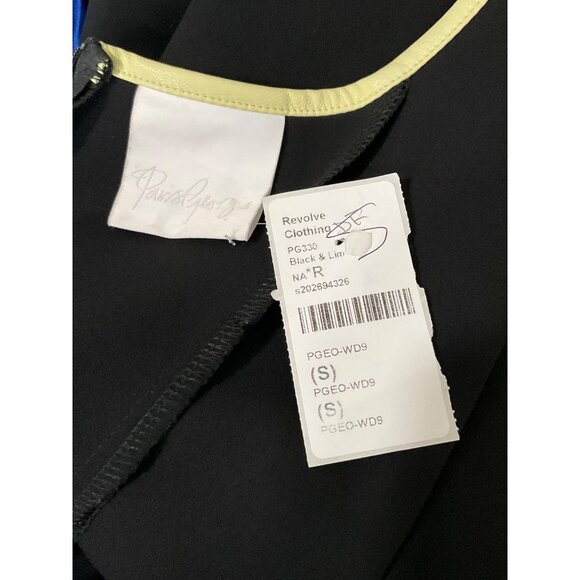 Revolve
Clothing
PG330
Black & Lim
NA*R
s202694326
PGEO-WD9
(S)
PGEO-WD9
(S)
PGEO-WD9